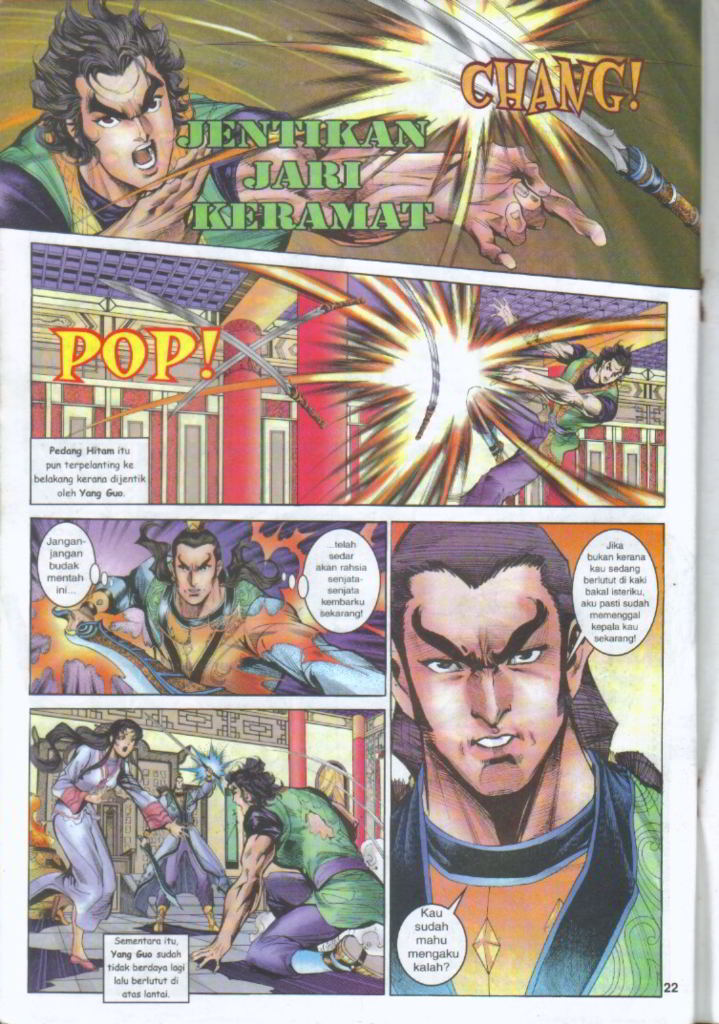 CHANG!
JENTIKAN
JARI
KERAMAT
POP!
Pedang Hitam itu
pun terpelanting ke
belakang kerana dijentik
oleh Yang Guo.
Jangan-
jangan
budak
mentah
ini...
...telah
sedar
akan rahsia
senjata-
senjata
kembarku
sekarang!
Jika
bukan kerana
kau sedang
berlutut di kaki
bakal isteriku,
aku pasti sudah
memenggal
kepala kau
sekarang!
Sementara itu,
Yang Guo sudah
tidak berdaya lagi
lalu berlutut di
atas lantai.
Kau
sudah
mahu
mengaku
kalah?
22